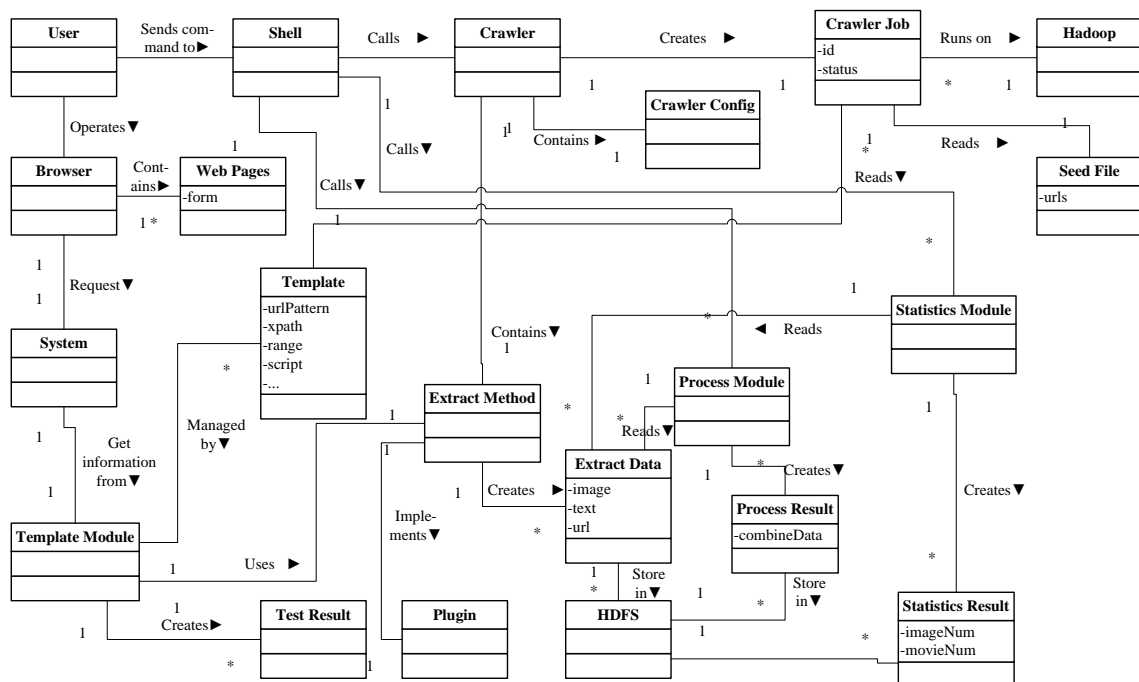 User
Sends com-
mand to►
Shell
Calls ►
Crawler
Creates ►
Crawler Job
-id
-status
Runs on ►
Hadoop
1
1
*
1
Crawler Config
1
Contains ►
1
1
1
Calls▼
Operates▼
1
Reads ►
1
*
Reads▼
Browser
Cont-
ains►
Web Pages
-form
1 *
1
Calls▼
Seed File
-urls
1
*
1
Request▼
1
Template
-urlPattern
-xpath
-range
-script
-...
*
1
Statistics Module
*
◄ Reads
System
Contains▼
1
Extract Method
1
Process Module
1
*
*
Reads▼
1
*
1
Managed
by▼
Get
information
from▼
1
1
Extract Data
-image
-text
-url
1
Creates ►
*
1
*
Creates▼
Process Result
-combineData
Creates▼
*
Template Module
1
Uses ►
Imple-
ments▼
1
Store
in▼
*
1
*
Store
in▼
1
Creates►
1
*
Test Result
Plugin
1
HDFS
1
*
Statistics Result
-imageNum
-movieNum